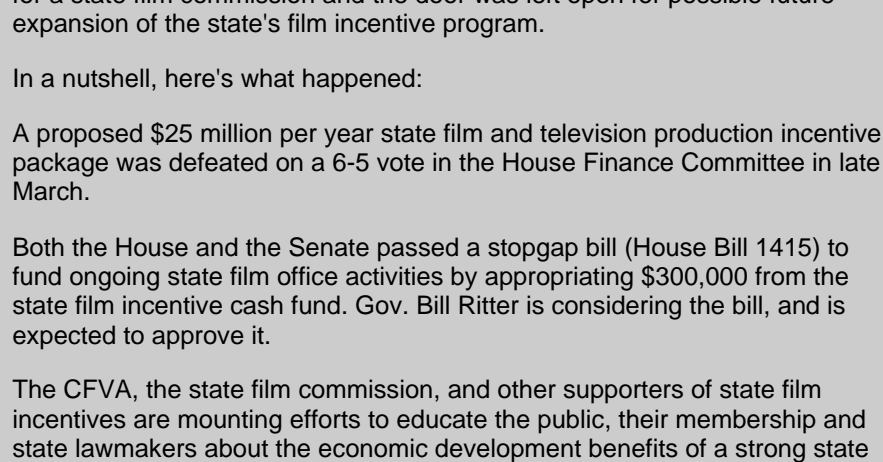 for a state film commission and the door was left open for possible future
expansion of the state's film incentive program.
In a nutshell, here's what happened:
A proposed $25 million per year state film and television production incentive
package was defeated on a 6-5 vote in the House Finance Committee in late
March.
Both the House and the Senate passed a stopgap bill (House Bill 1415) to
fund ongoing state film office activities by appropriating $300,000 from the
state film incentive cash fund. Gov. Bill Ritter is considering the bill, and is
expected to approve it.
The CFVA, the state film commission, and other supporters of state film
incentives are mounting efforts to educate the public, their membership and
state lawmakers about the economic development benefits of a strong state